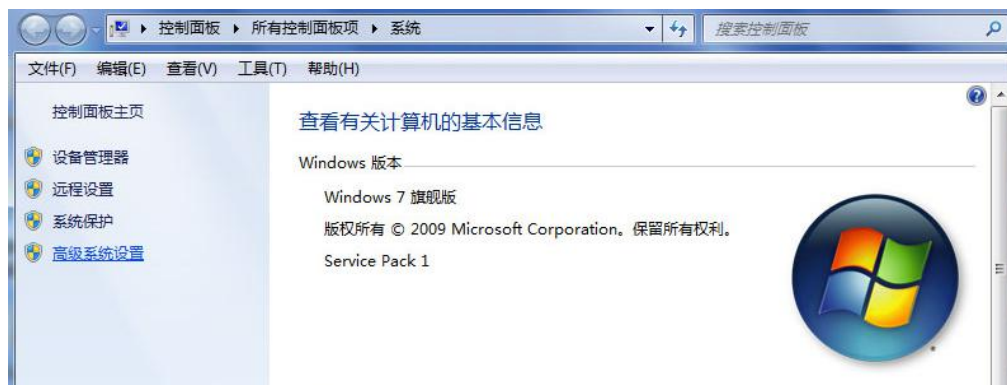 控制面板 ▸ 所有控制面板项 ▸ 系统
搜索控制面板
文件(F) 编辑(E) 查看(V) 工具(T) 帮助(H)
控制面板主页
设备管理器
远程设置
系统保护
高级系统设置
查看有关计算机的基本信息
Windows 版本
Windows 7 旗舰版
版权所有 © 2009 Microsoft Corporation。保留所有权利。
Service Pack 1